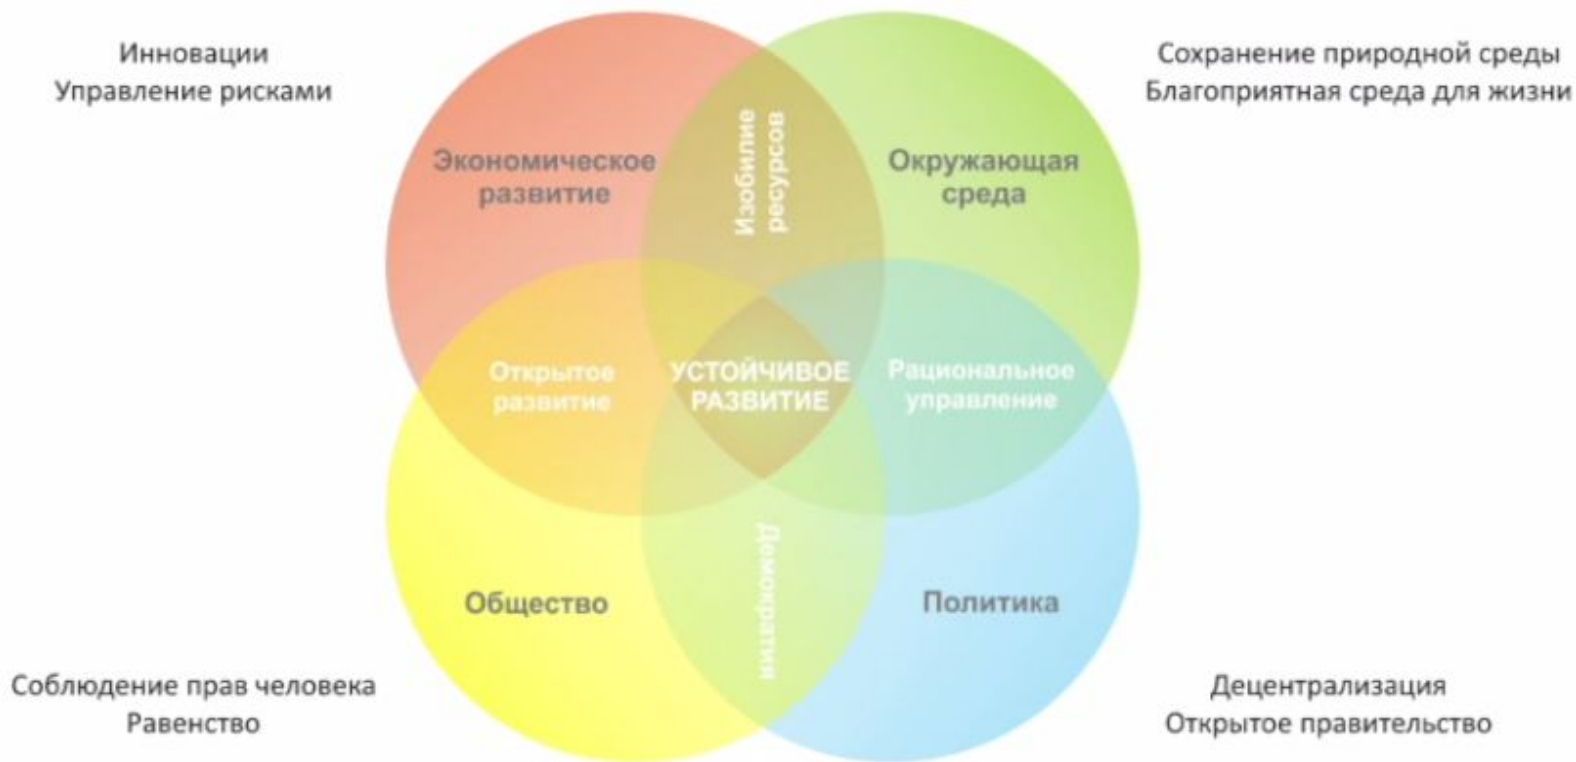 Инновации
Управление рисками
Сохранение природной среды
Благоприятная среда для жизни
Экономическое
развитие
Изобилие
ресурсов
Окружающая
среда
Открытое
развитие
УСТОЙЧИВОЕ
РАЗВИТИЕ
Рациональное
управление
Общество
Демократия
Политика
Соблюдение прав человека
Равенство
Децентрализация
Открытое правительство